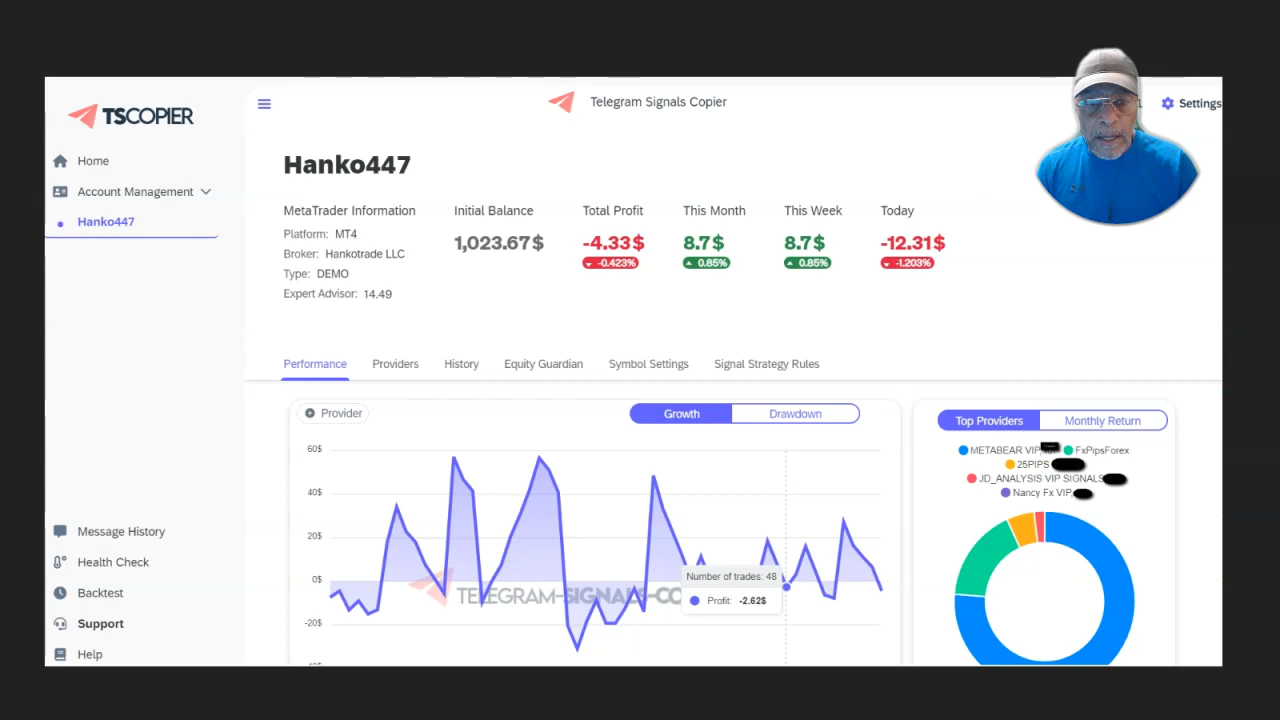 TSCOPIER
Telegram Signals Copier
Settings
Home
Account Management
Hanko447
Message History
Health Check
Backtest
Support
Help
Hanko447
MetaTrader Information
Platform: MT4
Broker: Hankotrade LLC
Type: DEMO
Expert Advisor: 14.49
Initial Balance
1,023.67$
Total Profit
-4.33$
-0.423%
This Month
8.7$
0.85%
This Week
8.7$
0.85%
Today
-12.31$
-1.203%
Performance Providers History Equity Guardian Symbol Settings Signal Strategy Rules
Provider
Growth Drawdown
60$
40$
20$
0$
-20$
TELEGRAM-SIGNALS-CO
Number of trades: 48
Profit: -2.62$
Top Providers Monthly Return
METABEAR VIP FxPipsForex
25PIPS
JD_ANALYSIS VIP SIGNALS
Nancy Fx VIP